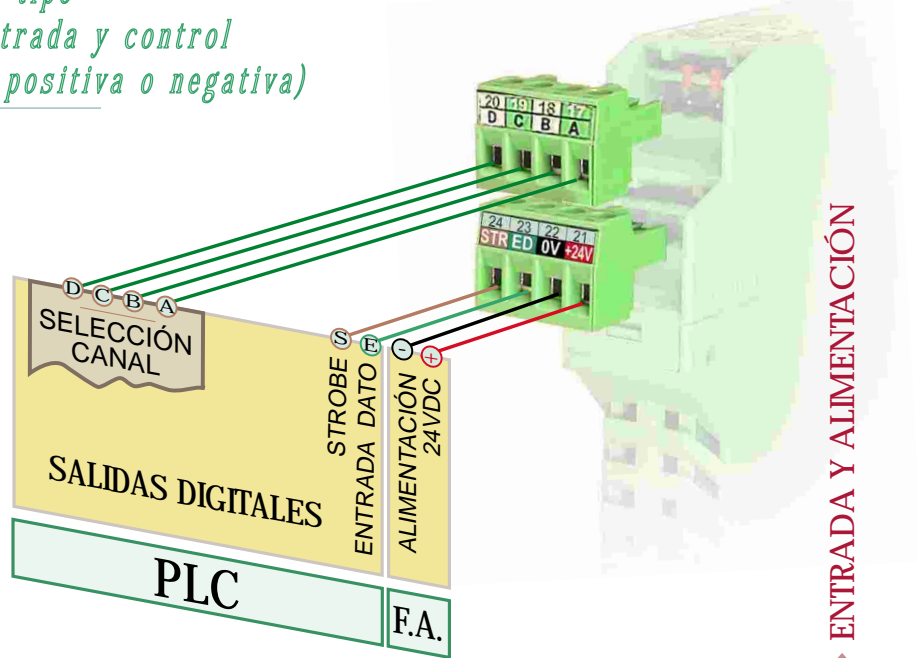 tipo
trada y control
positiva o negativa)
20 19 18 17
D C B A
24 23 22 21
STR ED 0V +24V
D C B A
SELECCIÓN
CANAL
S E - +
STROBE
ENTRADA DATO
ALIMENTACIÓN
24VDC
SALIDAS DIGITALES
PLC
F.A.
ENTRADA Y ALIMENTACIÓN